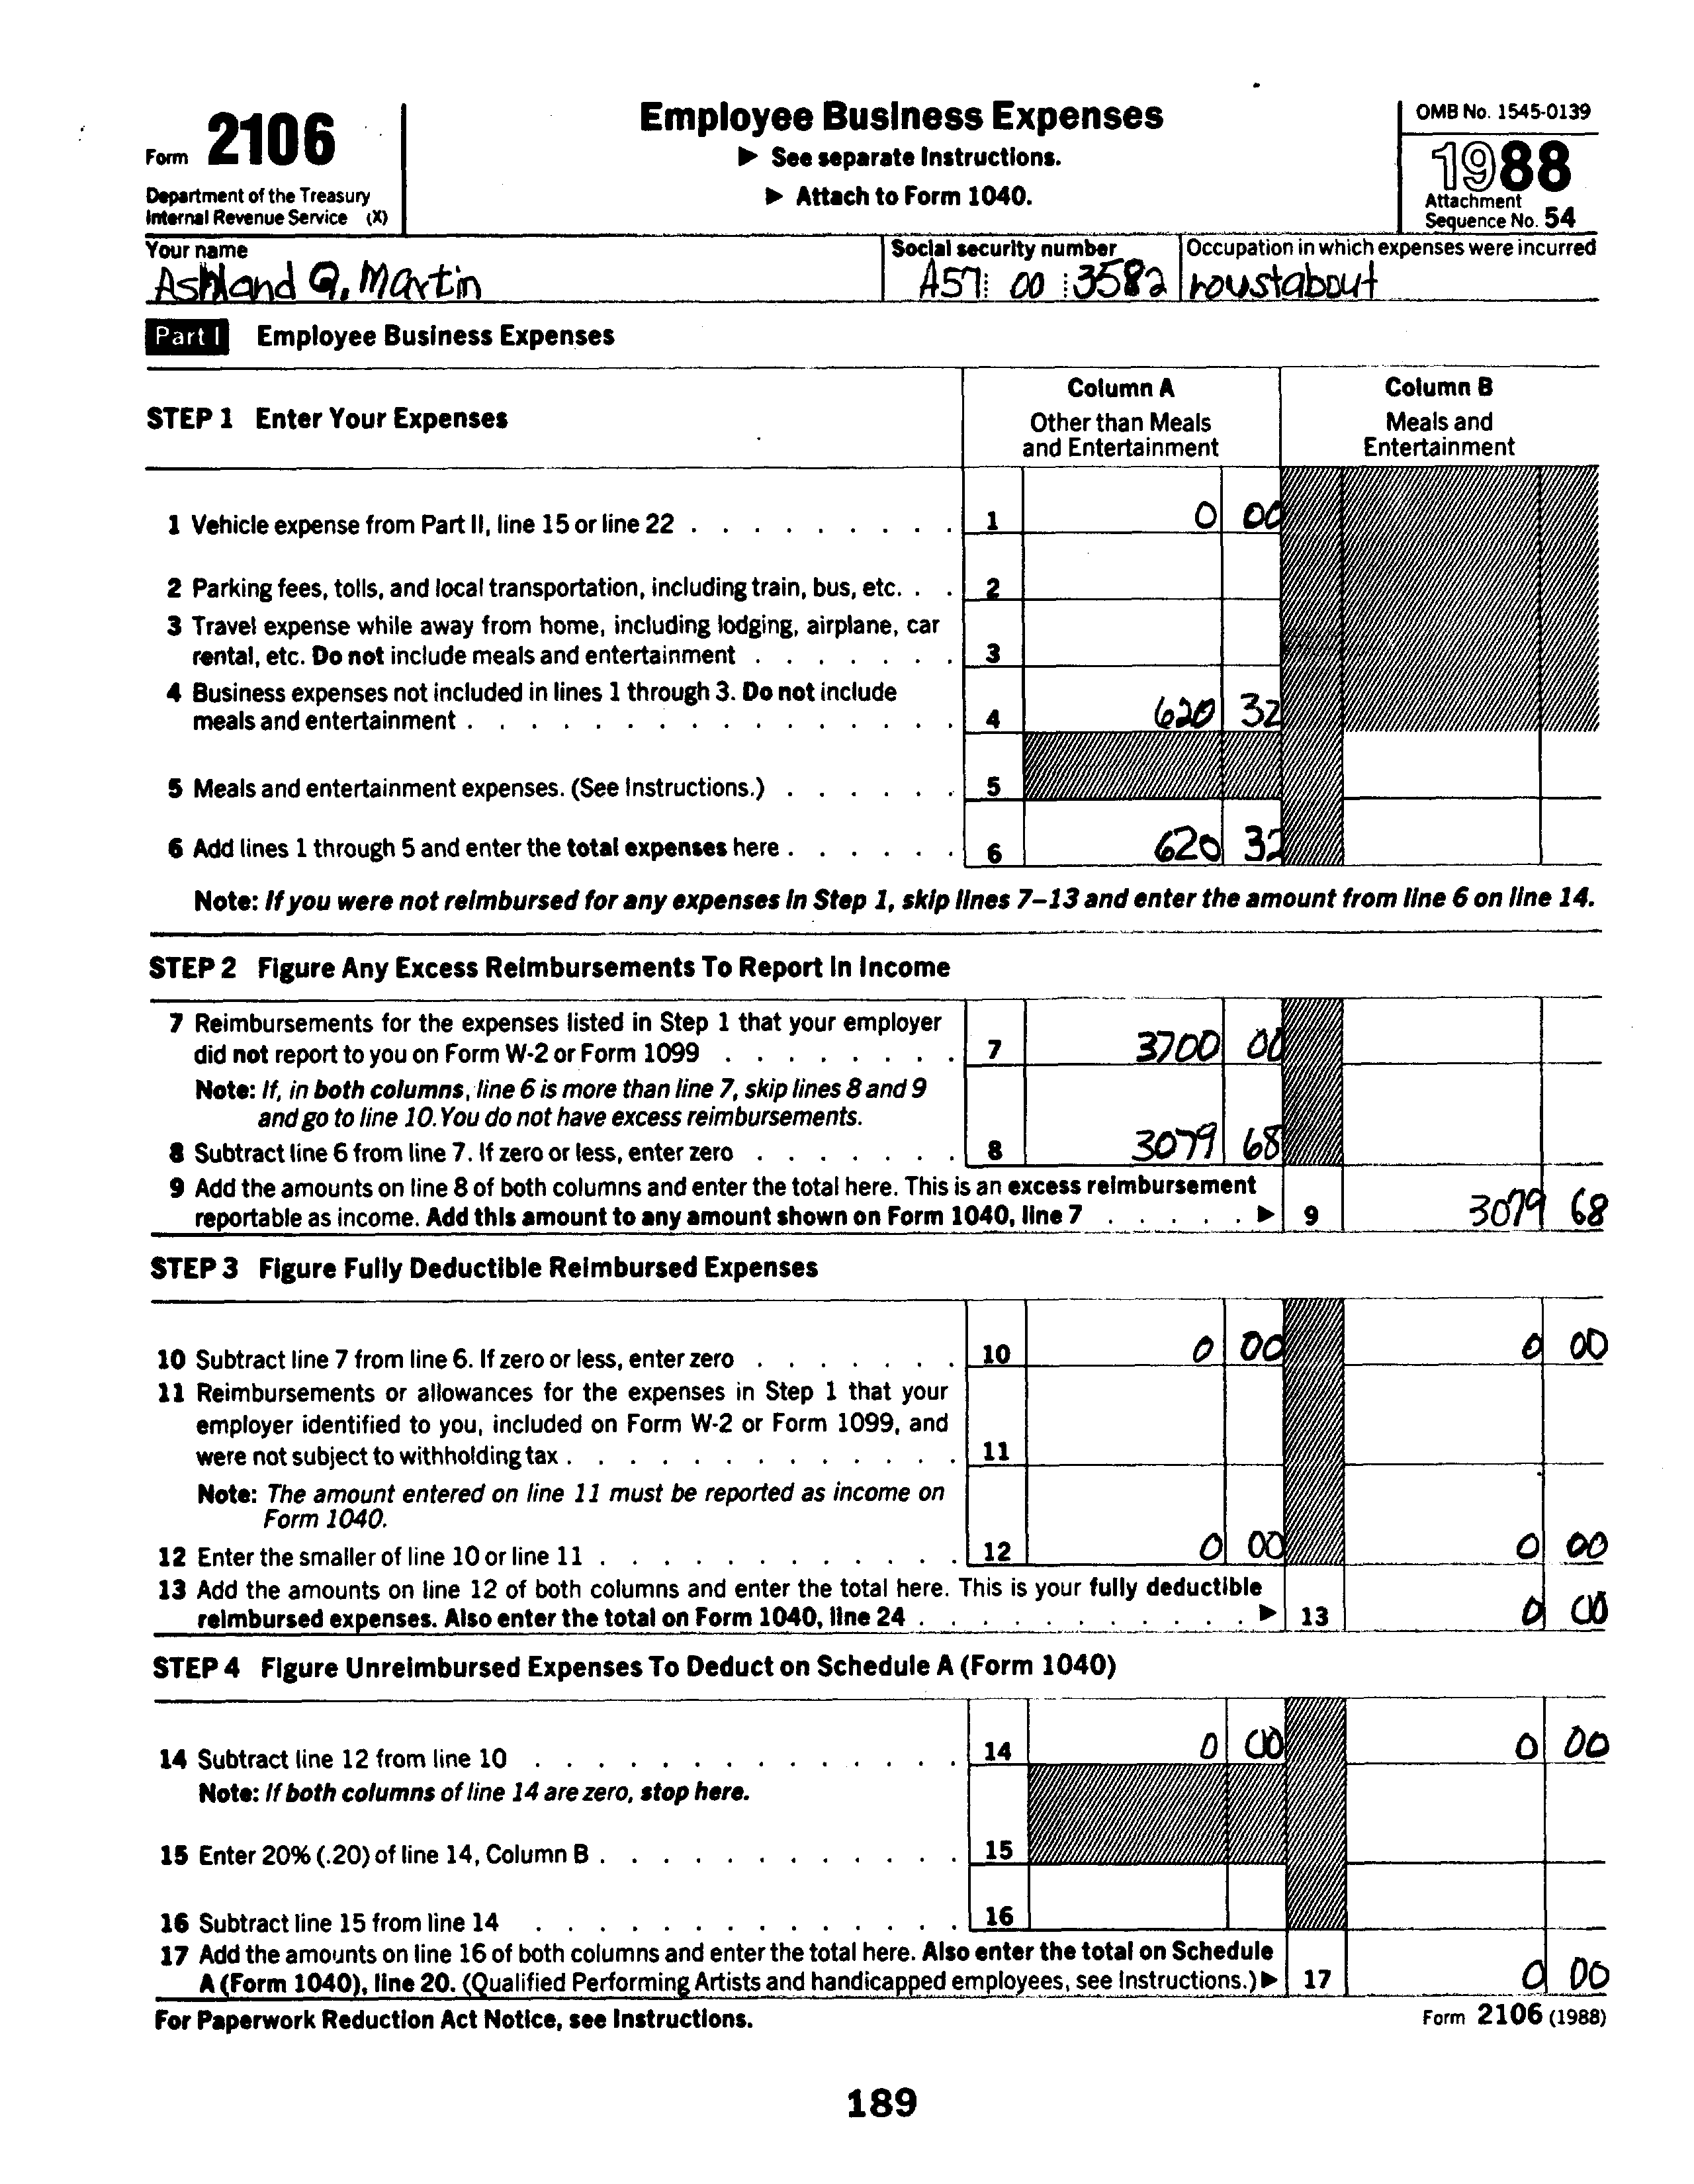 Form 2106
Department of the Treasury
Internal Revenue Service (X)
Employee Business Expenses
▶ See separate Instructions.
▶ Attach to Form 1040.
OMB No. 1545-0139
1988
Attachment
Sequence No. 54
Your name
Ashland Q. Martin
Social security number
A57 00 3582
Occupation in which expenses were incurred
roustabout
Part I Employee Business Expenses
STEP 1 Enter Your Expenses
Column A
Other than Meals
and Entertainment
Column B
Meals and
Entertainment
1 Vehicle expense from Part II, line 15 or line 22 . . . . . . . . . 1 0 00
2 Parking fees, tolls, and local transportation, including train, bus, etc. . . 2
3 Travel expense while away from home, including lodging, airplane, car
rental, etc. Do not include meals and entertainment . . . . . . . 3
4 Business expenses not included in lines 1 through 3. Do not include
meals and entertainment . . . . . . . . . . . . . . . . 4 620 32
5 Meals and entertainment expenses. (See Instructions.) . . . . . . 5
6 Add lines 1 through 5 and enter the total expenses here . . . . . . 6 620 32
Note: If you were not reimbursed for any expenses in Step 1, skip lines 7–13 and enter the amount from line 6 on line 14.
STEP 2 Figure Any Excess Reimbursements To Report In Income
7 Reimbursements for the expenses listed in Step 1 that your employer
did not report to you on Form W-2 or Form 1099 . . . . . . . . 7 3700 00
Note: If, in both columns, line 6 is more than line 7, skip lines 8 and 9
and go to line 10. You do not have excess reimbursements.
8 Subtract line 6 from line 7. If zero or less, enter zero . . . . . . . 8 3079 68
9 Add the amounts on line 8 of both columns and enter the total here. This is an excess reimbursement
reportable as income. Add this amount to any amount shown on Form 1040, line 7 . . . . . ▶ 9 3079 68
STEP 3 Figure Fully Deductible Reimbursed Expenses
10 Subtract line 7 from line 6. If zero or less, enter zero . . . . . . . 10 0 00 0 00
11 Reimbursements or allowances for the expenses in Step 1 that your
employer identified to you, included on Form W-2 or Form 1099, and
were not subject to withholding tax . . . . . . . . . . . . . 11
Note: The amount entered on line 11 must be reported as income on
Form 1040.
12 Enter the smaller of line 10 or line 11 . . . . . . . . . . . . 12 0 00 0 00
13 Add the amounts on line 12 of both columns and enter the total here. This is your fully deductible
reimbursed expenses. Also enter the total on Form 1040, line 24 . . . . . . . . . . . ▶ 13 0 00
STEP 4 Figure Unreimbursed Expenses To Deduct on Schedule A (Form 1040)
14 Subtract line 12 from line 10 . . . . . . . . . . . . . . 14 0 00 0 00
Note: If both columns of line 14 are zero, stop here.
15 Enter 20% (.20) of line 14, Column B . . . . . . . . . . . . 15
16 Subtract line 15 from line 14 . . . . . . . . . . . . . . 16
17 Add the amounts on line 16 of both columns and enter the total here. Also enter the total on Schedule
A (Form 1040), line 20. (Qualified Performing Artists and handicapped employees, see Instructions.) ▶ 17 0 00
For Paperwork Reduction Act Notice, see Instructions.
Form 2106 (1988)
189